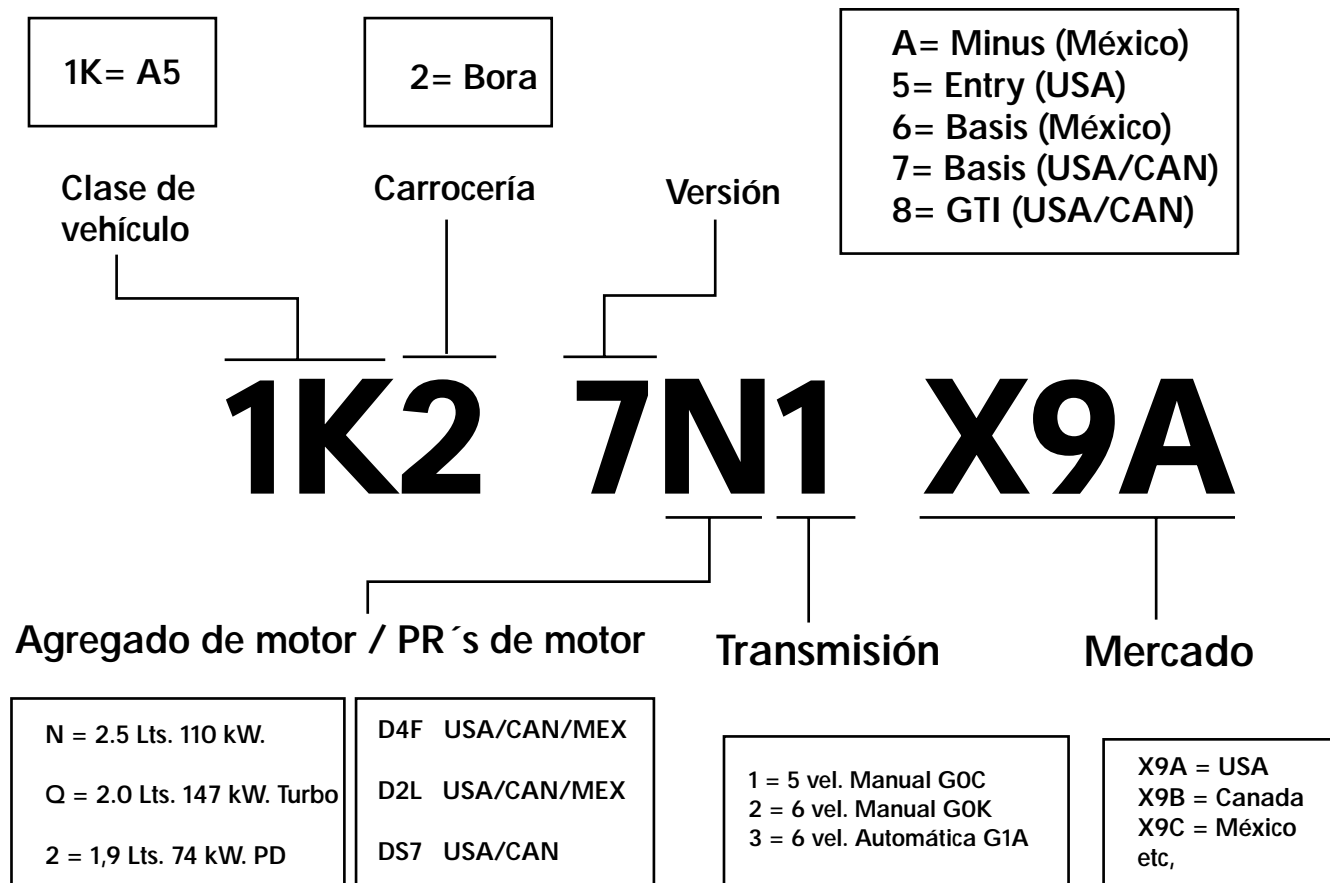 1K= A5
2= Bora
A= Minus (México)
5= Entry (USA)
6= Basis (México)
7= Basis (USA/CAN)
8= GTI (USA/CAN)
Clase de
vehículo
Carrocería
Versión
1K2 7N1 X9A
Agregado de motor / PR´s de motor
Transmisión
Mercado
N = 2.5 Lts. 110 kW.
Q = 2.0 Lts. 147 kW. Turbo
2 = 1,9 Lts. 74 kW. PD
D4F USA/CAN/MEX
D2L USA/CAN/MEX
DS7 USA/CAN
1 = 5 vel. Manual G0C
2 = 6 vel. Manual G0K
3 = 6 vel. Automática G1A
X9A = USA
X9B = Canada
X9C = México
etc,